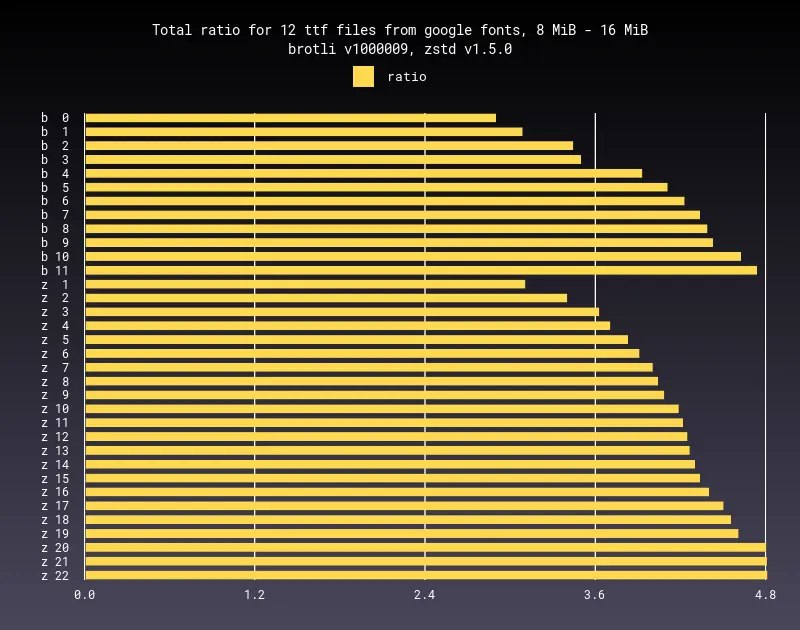 Total ratio for 12 ttf files from google fonts, 8 MiB - 16 MiB
brotli v1000009, zstd v1.5.0
ratio
b 0
b 1
b 2
b 3
b 4
b 5
b 6
b 7
b 8
b 9
b 10
b 11
z 1
z 2
z 3
z 4
z 5
z 6
z 7
z 8
z 9
z 10
z 11
z 12
z 13
z 14
z 15
z 16
z 17
z 18
z 19
z 20
z 21
z 22
0.0 1.2 2.4 3.6 4.8